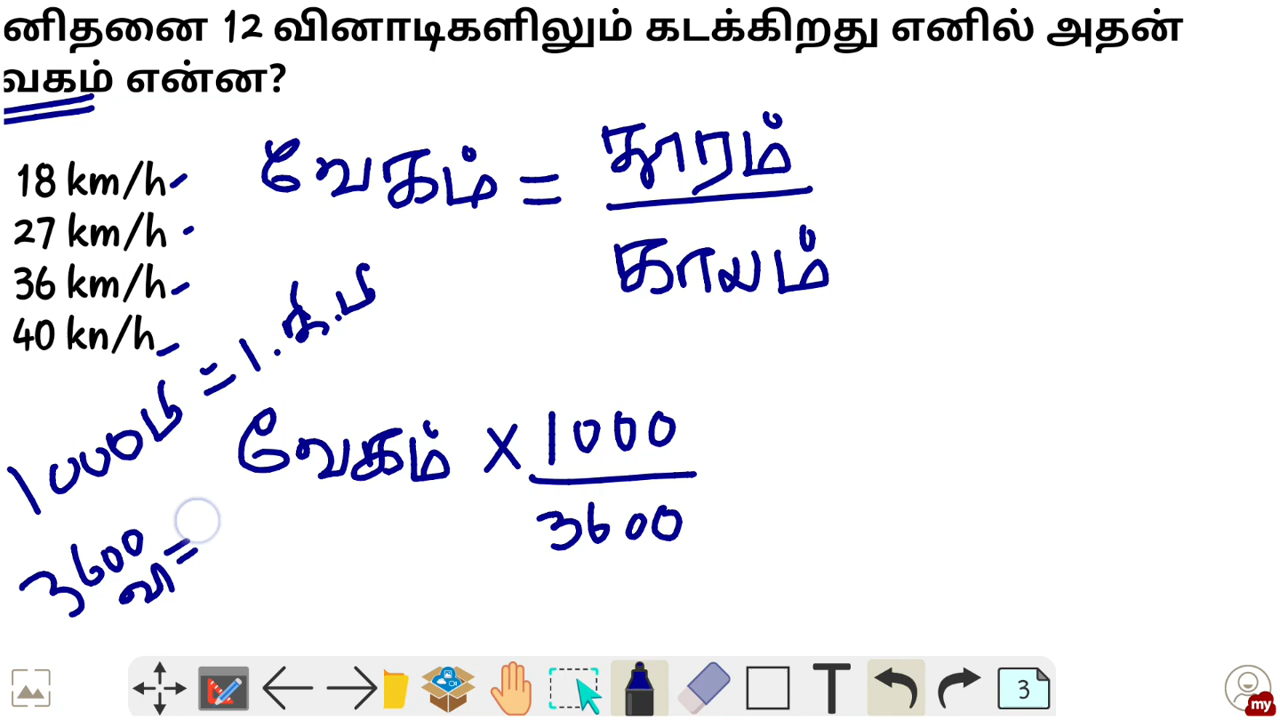 னிதனை 12 வினாடிகளிலும் கடக்கிறது எனில் அதன்
வகம் என்ன?
18 km/h
27 km/h
36 km/h
40 kn/h
வேகம் = தூரம்
காலம்
1000மி = 1.கி.மி
வேகம் X 1000
3600
3600
வி =
3
my